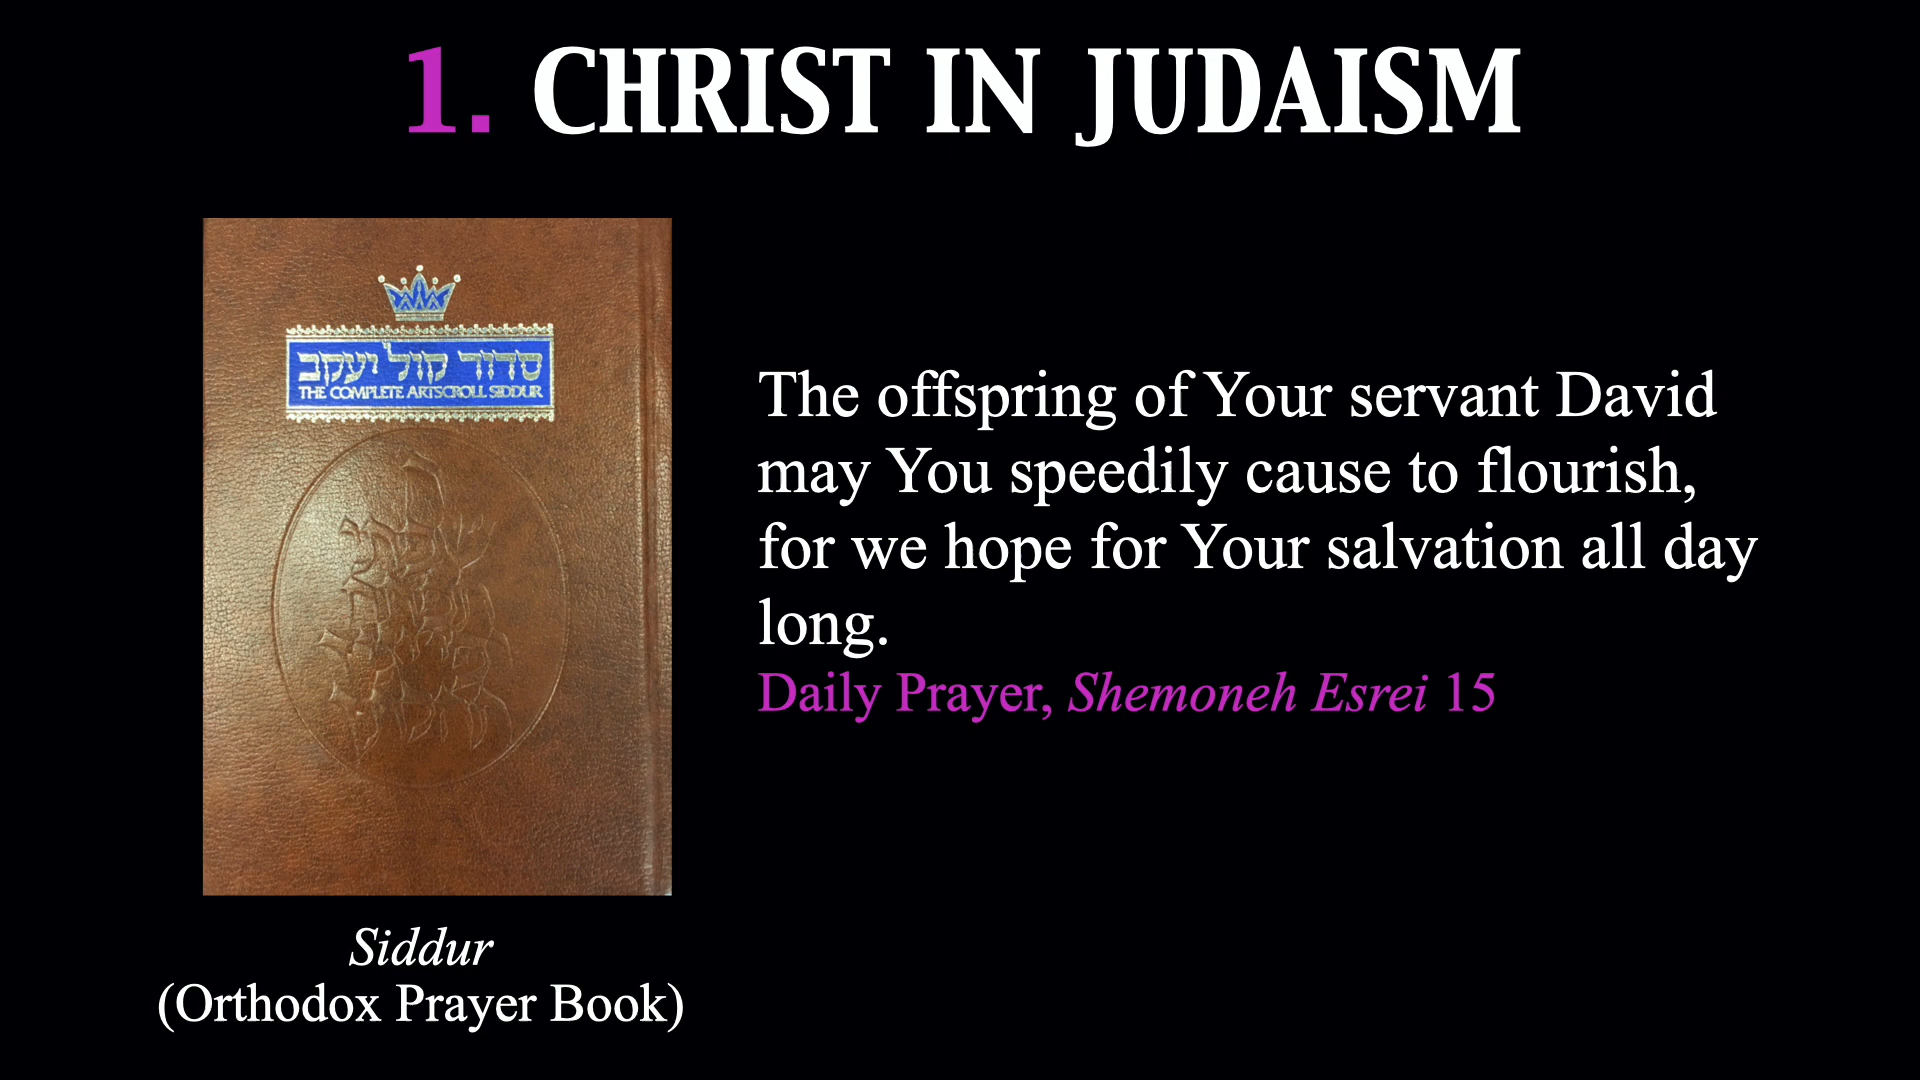 1. CHRIST IN JUDAISM
סדור קול יעקב
THE COMPLETE ARTSCROLL SIDDUR
The offspring of Your servant David
may You speedily cause to flourish,
for we hope for Your salvation all day
long.
Daily Prayer, Shemoneh Esrei 15
Siddur
(Orthodox Prayer Book)